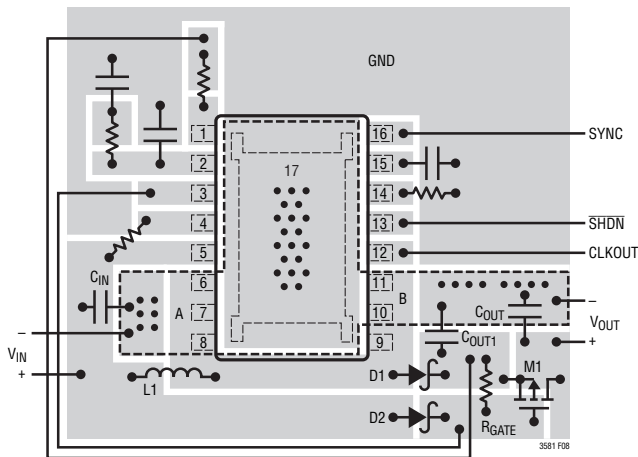 GND
1
16
SYNC
2
15
17
3
14
4
13
SHDN
5
12
CLKOUT
CIN
6
11
A
B
7
10
COUT
–
–
8
9
COUT1
VOUT
VIN
+
+
L1
D1
M1
D2
RGATE
3581 F08